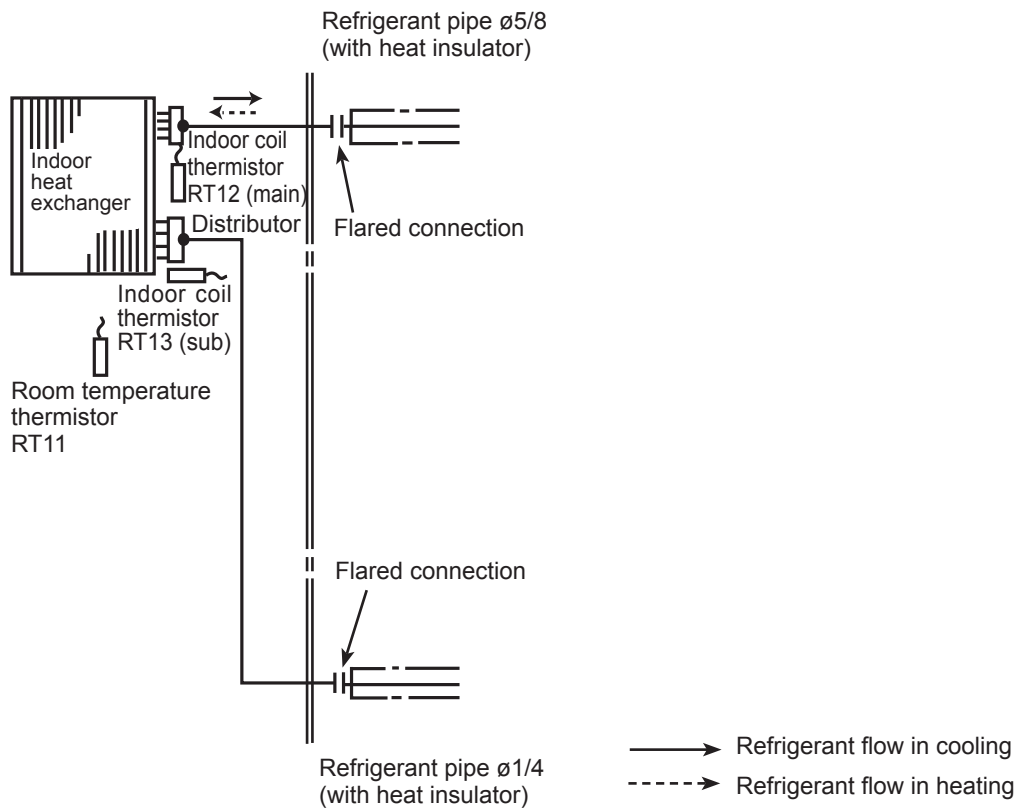 Refrigerant pipe ø5/8
(with heat insulator)
Indoor
heat
exchanger
Indoor coil
thermistor
RT12 (main)
Distributor
Flared connection
Indoor coil
thermistor
RT13 (sub)
Room temperature
thermistor
RT11
Flared connection
Refrigerant pipe ø1/4
(with heat insulator)
Refrigerant flow in cooling
Refrigerant flow in heating